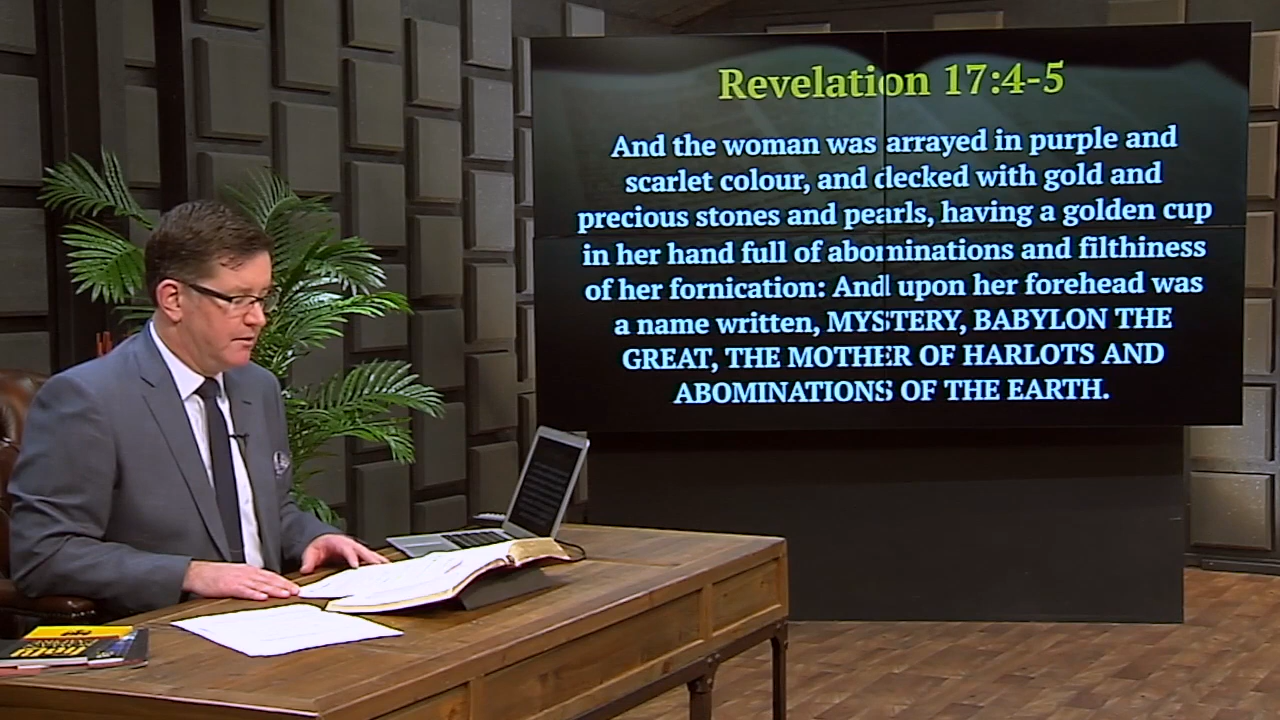 Revelation 17:4-5
And the woman was arrayed in purple and
scarlet colour, and decked with gold and
precious stones and pearls, having a golden cup
in her hand full of abominations and filthiness
of her fornication: And upon her forehead was
a name written, MYSTERY, BABYLON THE
GREAT, THE MOTHER OF HARLOTS AND
ABOMINATIONS OF THE EARTH.